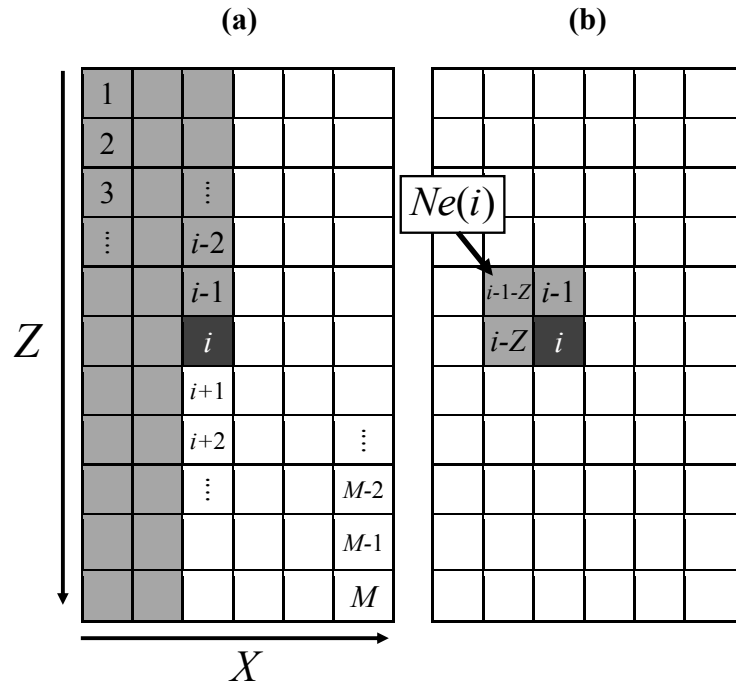 (a) (b)
1
2
3 ⋮
Ne(i)
⋮ i-2
i-1 i-1-Z i-1
Z i i-Z i
i+1
i+2 ⋮
⋮ M-2
M-1
M
X